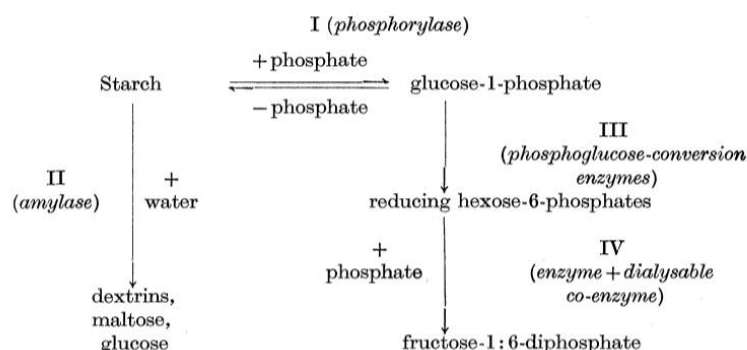 I (phosphorylase)
+ phosphate
Starch
glucose-1-phosphate
− phosphate
III
(phosphoglucose-conversion
enzymes)
II
(amylase)
+
water
reducing hexose-6-phosphates
+
phosphate
IV
(enzyme + dialysable
co-enzyme)
dextrins,
maltose,
glucose
fructose-1:6-diphosphate